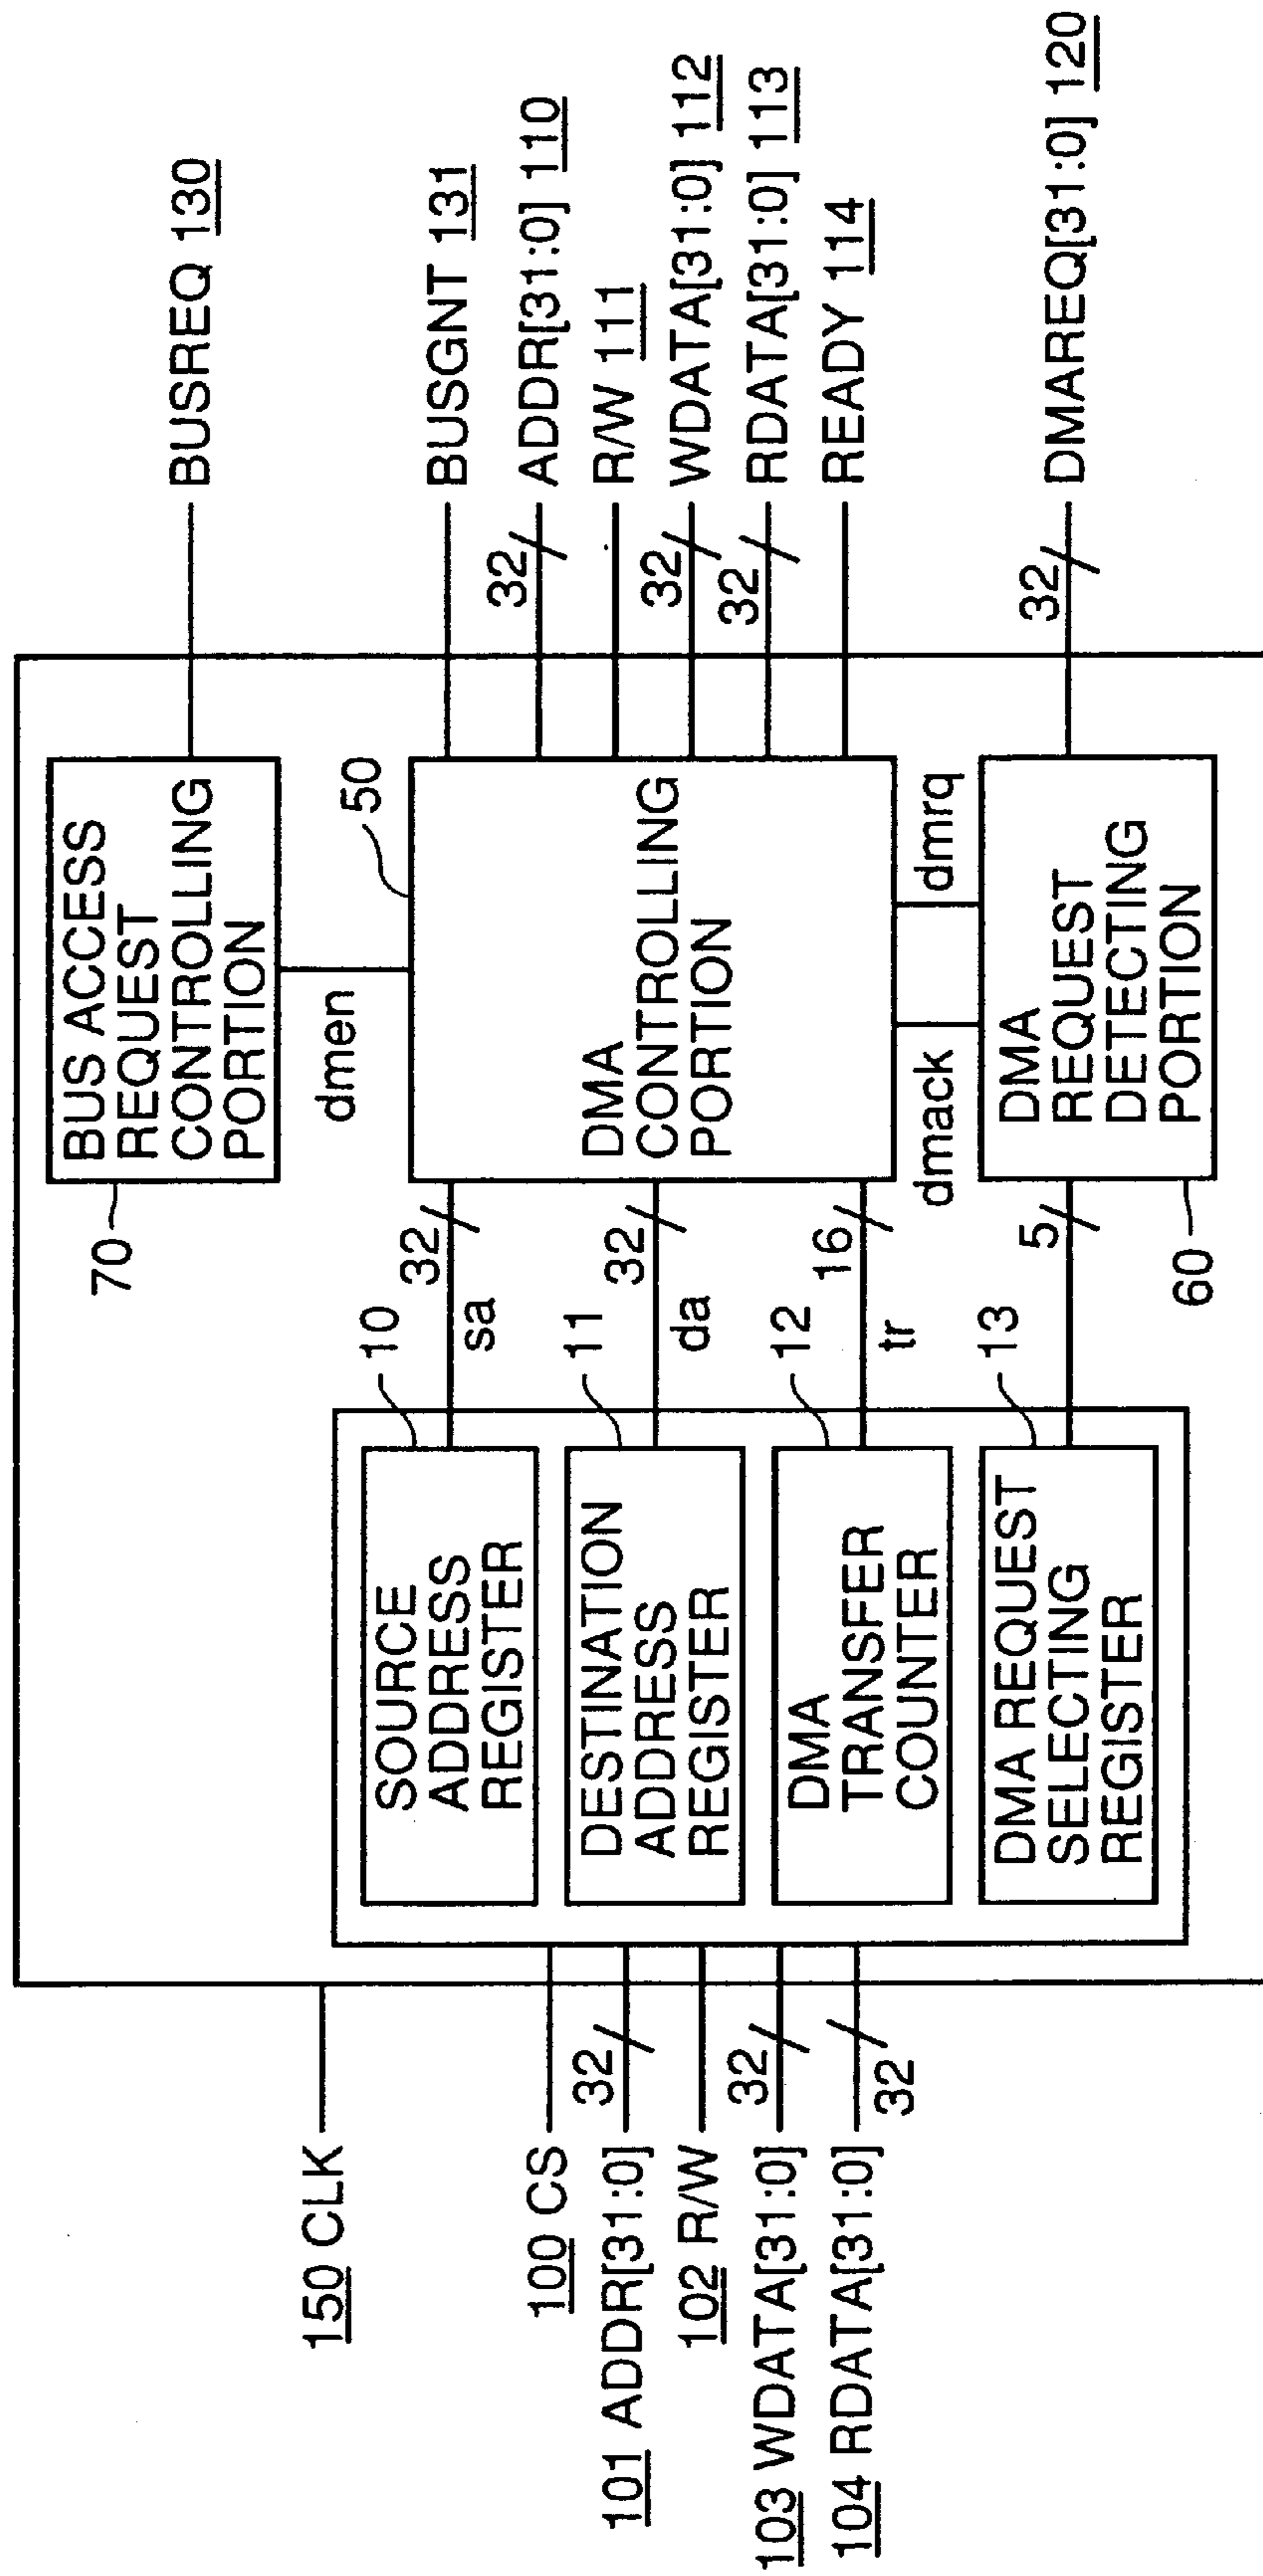 150 CLK
100 CS
101 ADDR[31:0]
32
102 R/W
103 WDATA[31:0]
32
104 RDATA[31:0]
32
SOURCE
ADDRESS
REGISTER
10
32
sa
DESTINATION
ADDRESS
REGISTER
11
32
da
DMA
TRANSFER
COUNTER
12
16
tr
DMA REQUEST
SELECTING
REGISTER
13
5
70
BUS ACCESS
REQUEST
CONTROLLING
PORTION
dmen
50
DMA
CONTROLLING
PORTION
dmack
dmrq
DMA
REQUEST
DETECTING
PORTION
60
BUSREQ 130
BUSGNT 131
32
ADDR[31:0] 110
R/W 111
32
WDATA[31:0] 112
32
RDATA[31:0] 113
READY 114
32
DMAREQ[31:0] 120